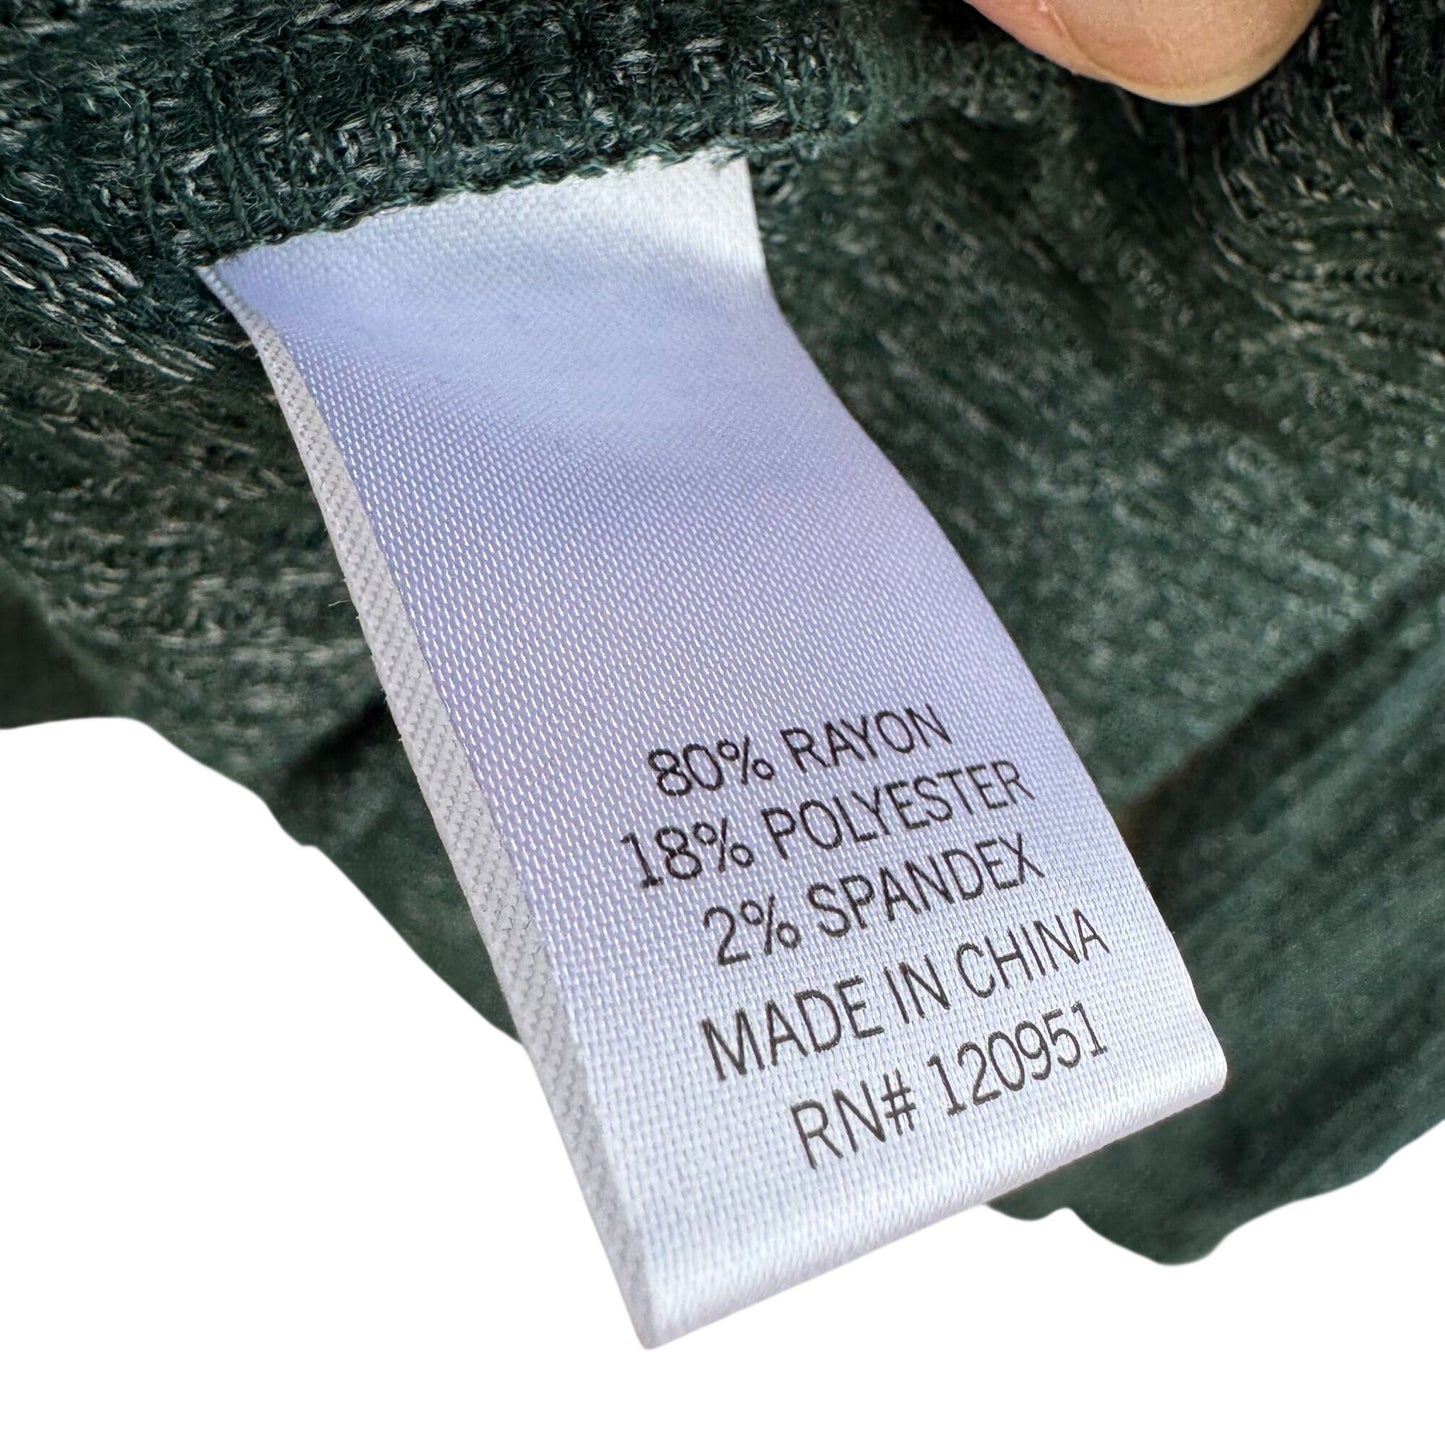 80% RAYON
18% POLYESTER
2% SPANDEX
MADE IN CHINA
RN# 120951